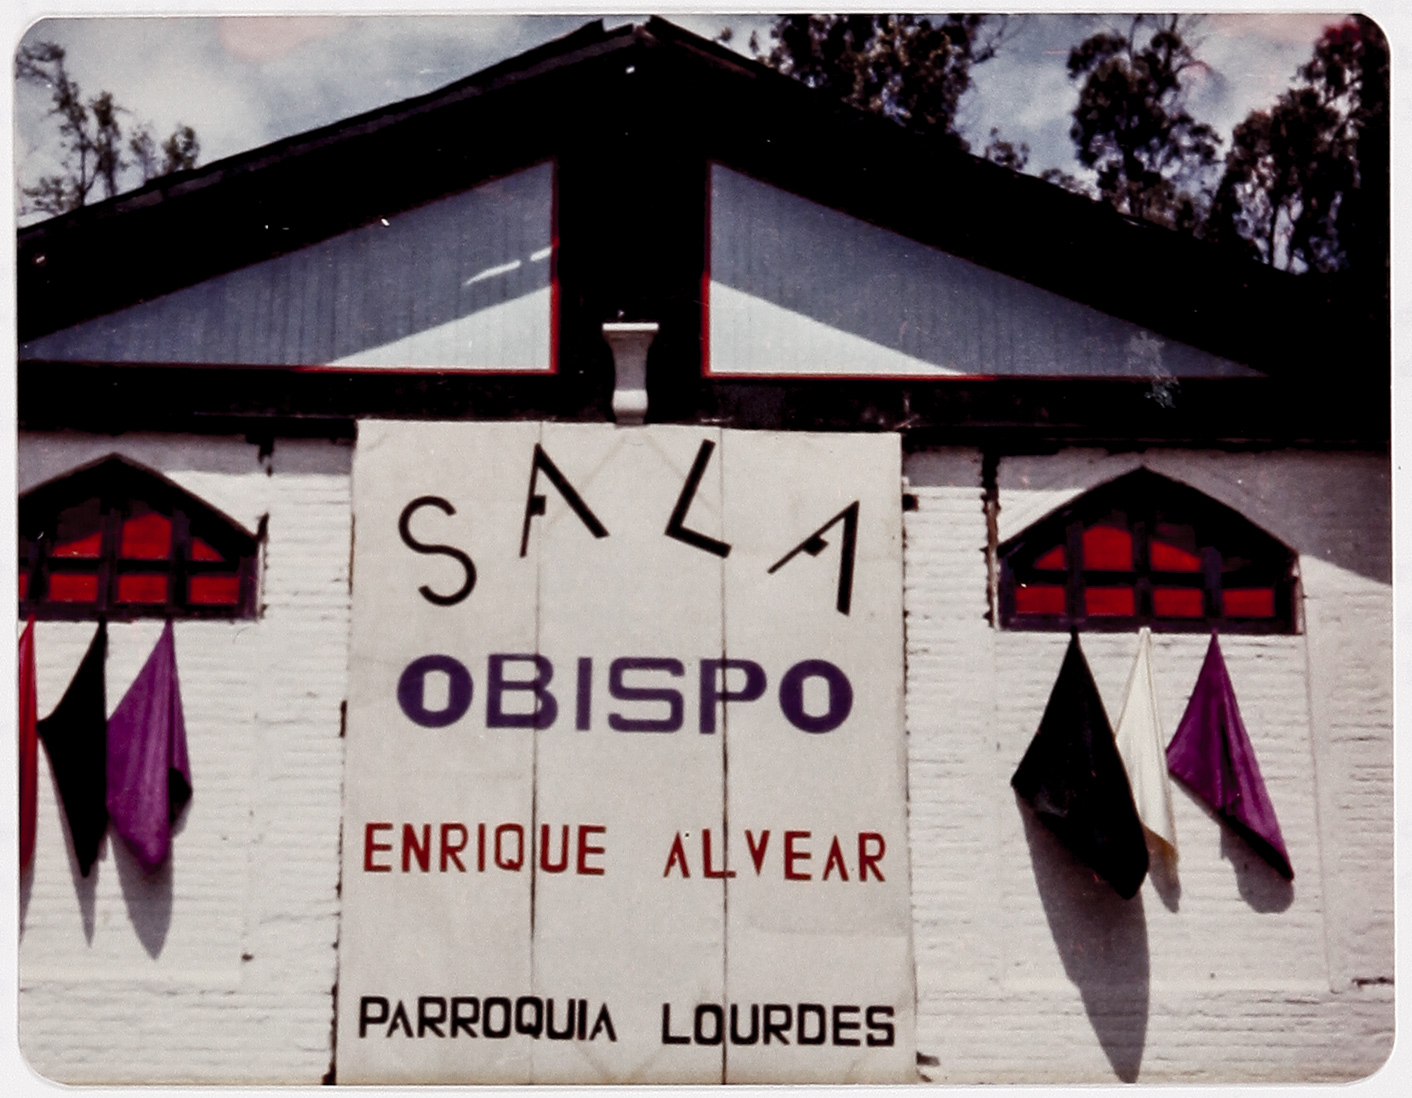 SALA
OBISPO
ENRIQUE ALVEAR
PARROQUIA LOURDES